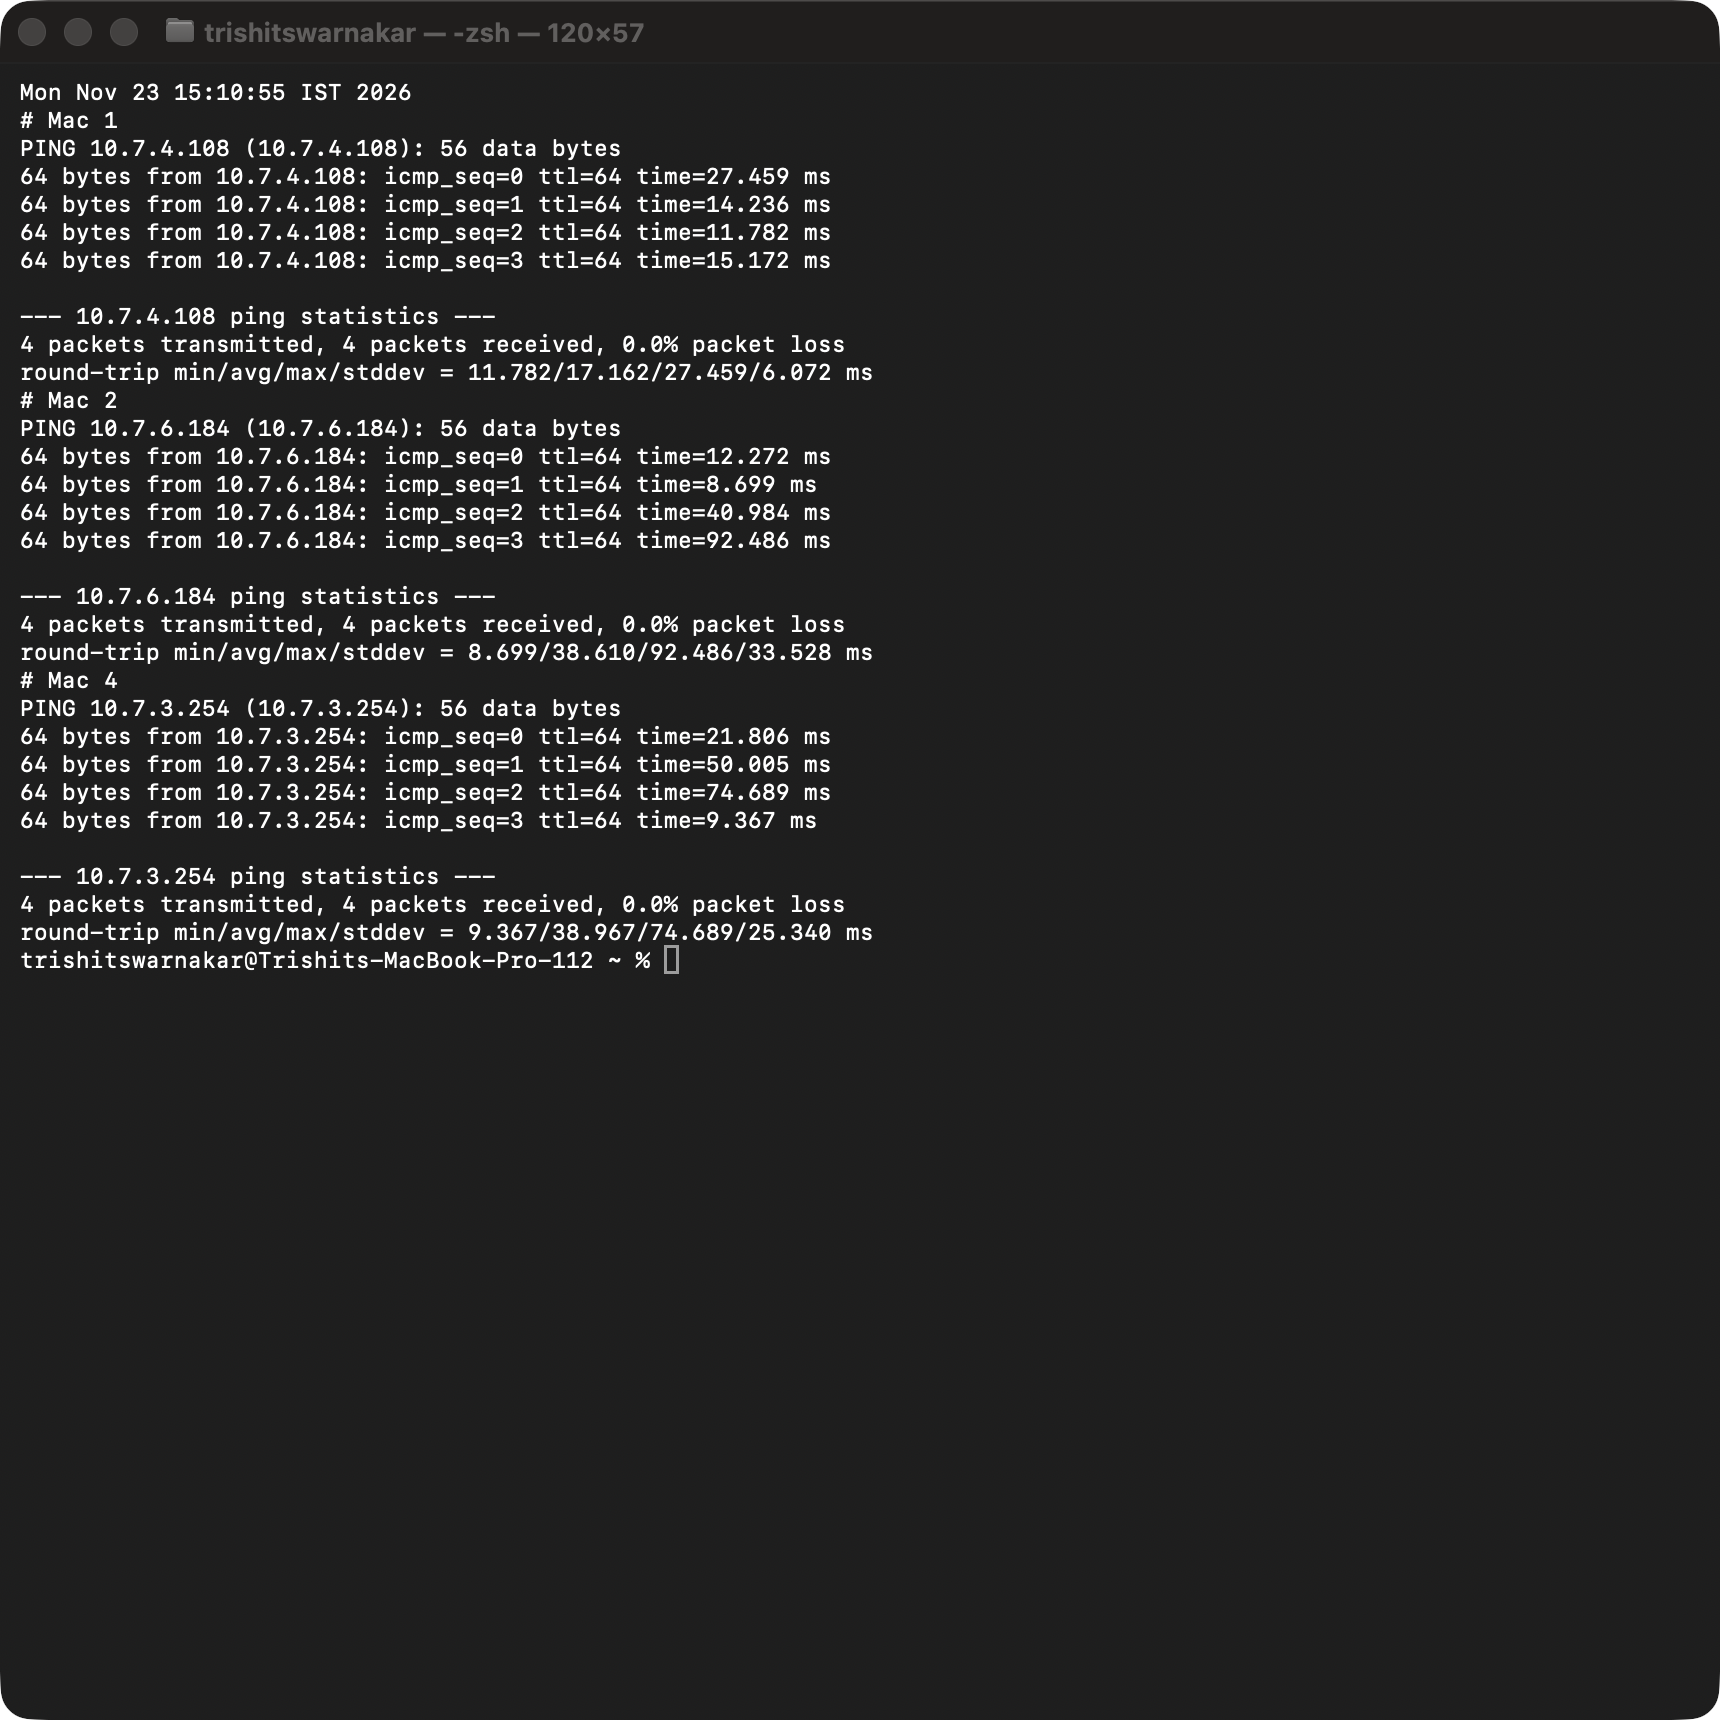 trishitswarnakar — -zsh — 120×57
Mon Nov 23 15:10:55 IST 2026
# Mac 1
PING 10.7.4.108 (10.7.4.108): 56 data bytes
64 bytes from 10.7.4.108: icmp_seq=0 ttl=64 time=27.459 ms
64 bytes from 10.7.4.108: icmp_seq=1 ttl=64 time=14.236 ms
64 bytes from 10.7.4.108: icmp_seq=2 ttl=64 time=11.782 ms
64 bytes from 10.7.4.108: icmp_seq=3 ttl=64 time=15.172 ms

--- 10.7.4.108 ping statistics ---
4 packets transmitted, 4 packets received, 0.0% packet loss
round-trip min/avg/max/stddev = 11.782/17.162/27.459/6.072 ms
# Mac 2
PING 10.7.6.184 (10.7.6.184): 56 data bytes
64 bytes from 10.7.6.184: icmp_seq=0 ttl=64 time=12.272 ms
64 bytes from 10.7.6.184: icmp_seq=1 ttl=64 time=8.699 ms
64 bytes from 10.7.6.184: icmp_seq=2 ttl=64 time=40.984 ms
64 bytes from 10.7.6.184: icmp_seq=3 ttl=64 time=92.486 ms

--- 10.7.6.184 ping statistics ---
4 packets transmitted, 4 packets received, 0.0% packet loss
round-trip min/avg/max/stddev = 8.699/38.610/92.486/33.528 ms
# Mac 4
PING 10.7.3.254 (10.7.3.254): 56 data bytes
64 bytes from 10.7.3.254: icmp_seq=0 ttl=64 time=21.806 ms
64 bytes from 10.7.3.254: icmp_seq=1 ttl=64 time=50.005 ms
64 bytes from 10.7.3.254: icmp_seq=2 ttl=64 time=74.689 ms
64 bytes from 10.7.3.254: icmp_seq=3 ttl=64 time=9.367 ms

--- 10.7.3.254 ping statistics ---
4 packets transmitted, 4 packets received, 0.0% packet loss
round-trip min/avg/max/stddev = 9.367/38.967/74.689/25.340 ms
trishitswarnakar@Trishits-MacBook-Pro-112 ~ %